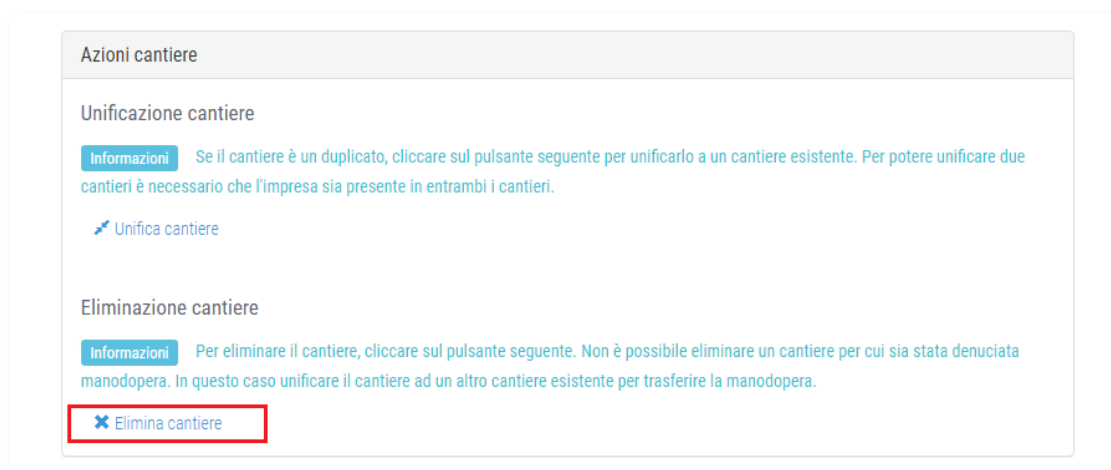 Azioni cantiere
Unificazione cantiere
Informazioni Se il cantiere è un duplicato, cliccare sul pulsante seguente per unificarlo a un cantiere esistente. Per potere unificare due
cantieri è necessario che l'impresa sia presente in entrambi i cantieri.
Unifica cantiere
Eliminazione cantiere
Informazioni Per eliminare il cantiere, cliccare sul pulsante seguente. Non è possibile eliminare un cantiere per cui sia stata denuciata
manodopera. In questo caso unificare il cantiere ad un altro cantiere esistente per trasferire la manodopera.
Elimina cantiere